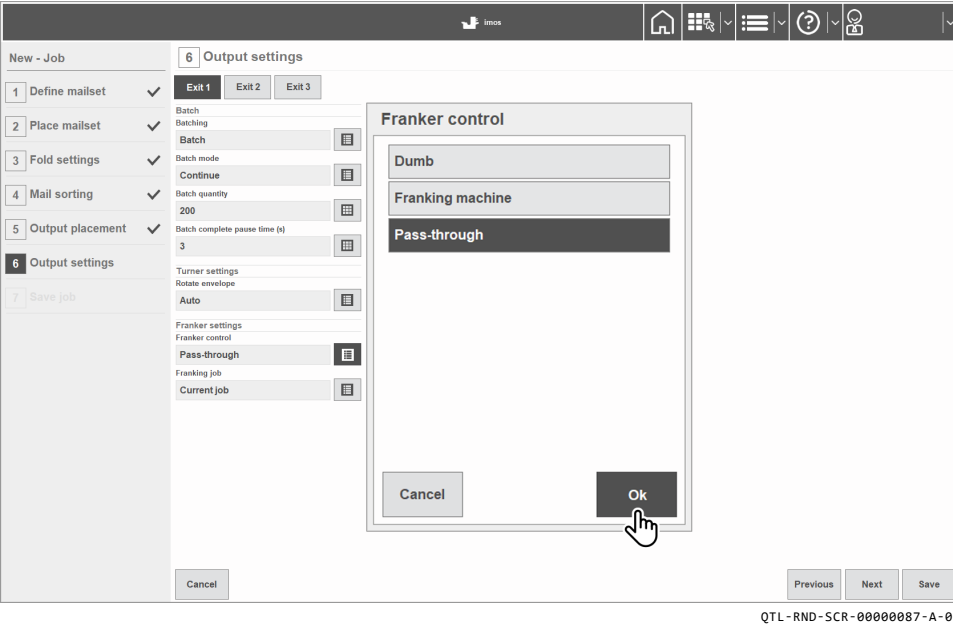 imos
New - Job
1 Define mailset
2 Place mailset
3 Fold settings
4 Mail sorting
5 Output placement
6 Output settings
7 Save job
6 Output settings
Exit 1 Exit 2 Exit 3
Batch
Batching
Batch
Batch mode
Continue
Batch quantity
200
Batch complete pause time (s)
3
Turner settings
Rotate envelope
Auto
Franker settings
Franker control
Pass-through
Franking job
Current job
Franker control
Dumb
Franking machine
Pass-through
Cancel Ok
Cancel Previous Next Save
QTL-RND-SCR-00000087-A-0